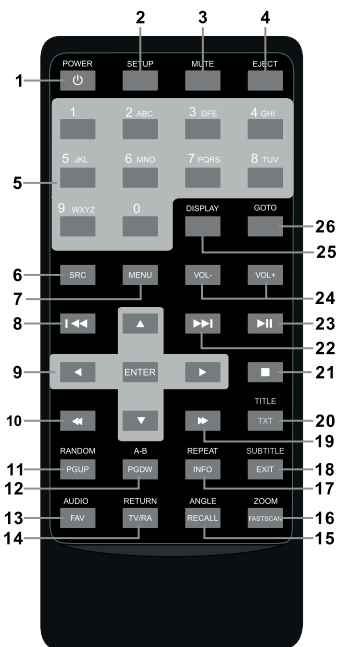 2 3 4
POWER SETUP MUTE EJECT
1
1 2 ABC 3 DFE 4 GHI
5 JKL 6 MNO 7 PQRS 8 TUV
5
9 WXYZ 0 DISPLAY GOTO
26
25
6 SRC MENU VOL- VOL+
7 24
8 23
22
9 ENTER 21
TITLE
10 TXT 20
19
RANDOM A-B REPEAT SUBTITLE
11 PGUP PGDW INFO EXIT 18
12 17
AUDIO RETURN ANGLE ZOOM
13 FAV TV/RA RECALL FASTSCAN 16
14 15